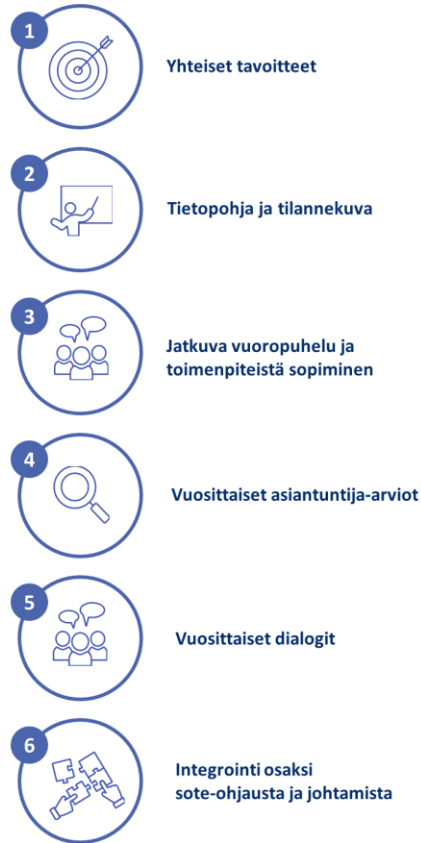 1
Yhteiset tavoitteet
2
Tietopohja ja tilannekuva
3
Jatkuva vuoropuhelu ja
toimenpiteistä sopiminen
4
Vuosittaiset asiantuntija-arviot
5
Vuosittaiset dialogit
6
Integrointi osaksi
sote-ohjausta ja johtamista